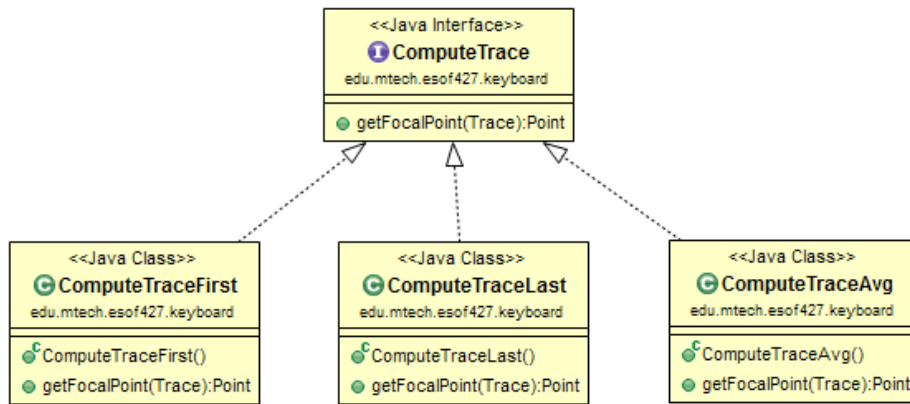 <<Java Interface>>
I ComputeTrace
edu.mtech.esof427.keyboard
getFocalPoint(Trace):Point
<<Java Class>>
C ComputeTraceFirst
edu.mtech.esof427.keyboard
C ComputeTraceFirst()
getFocalPoint(Trace):Point
<<Java Class>>
C ComputeTraceLast
edu.mtech.esof427.keyboard
C ComputeTraceLast()
getFocalPoint(Trace):Point
<<Java Class>>
C ComputeTraceAvg
edu.mtech.esof427.keyboard
C ComputeTraceAvg()
getFocalPoint(Trace):Point